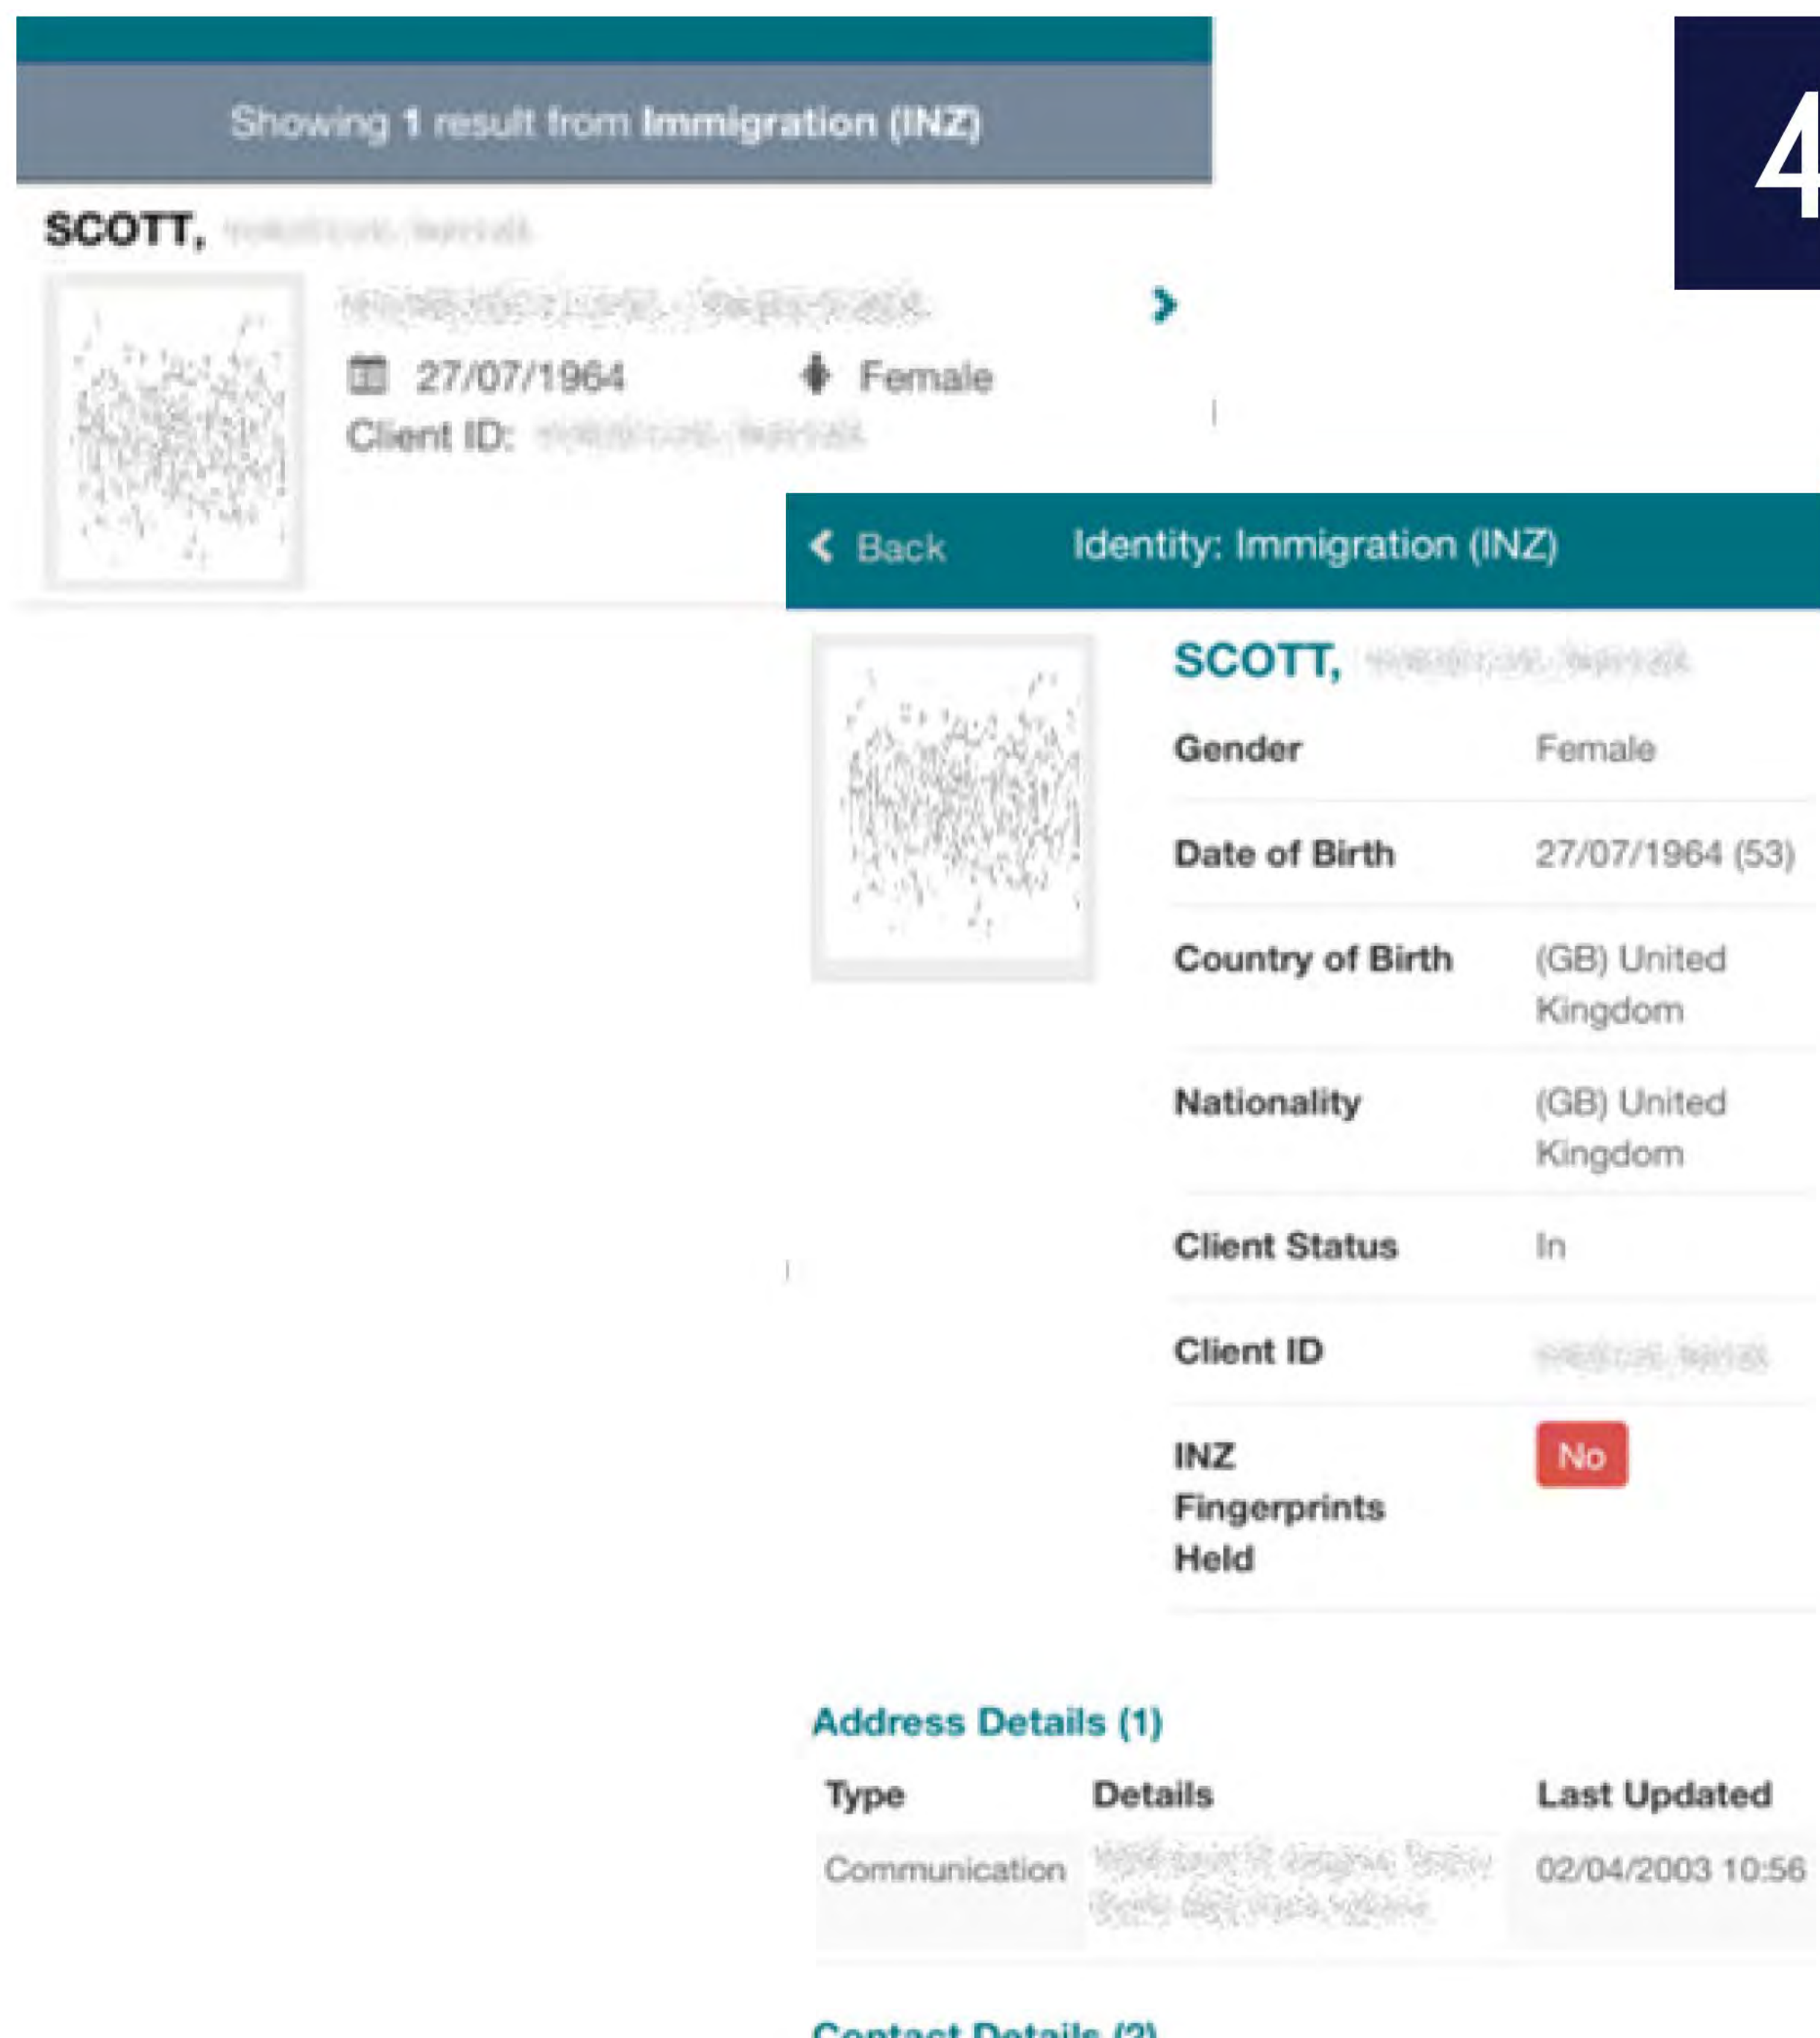 Showing 1 result from Immigration (INZ)
4
SCOTT,
27/07/1964 Female
Client ID:
Back Identity: Immigration (INZ)
SCOTT,
Gender Female
Date of Birth 27/07/1964 (53)
Country of Birth (GB) United
Kingdom
Nationality (GB) United
Kingdom
Client Status In
Client ID
INZ No
Fingerprints
Held
Address Details (1)
Type Details Last Updated
Communication 02/04/2003 10:56
Contact Details (2)